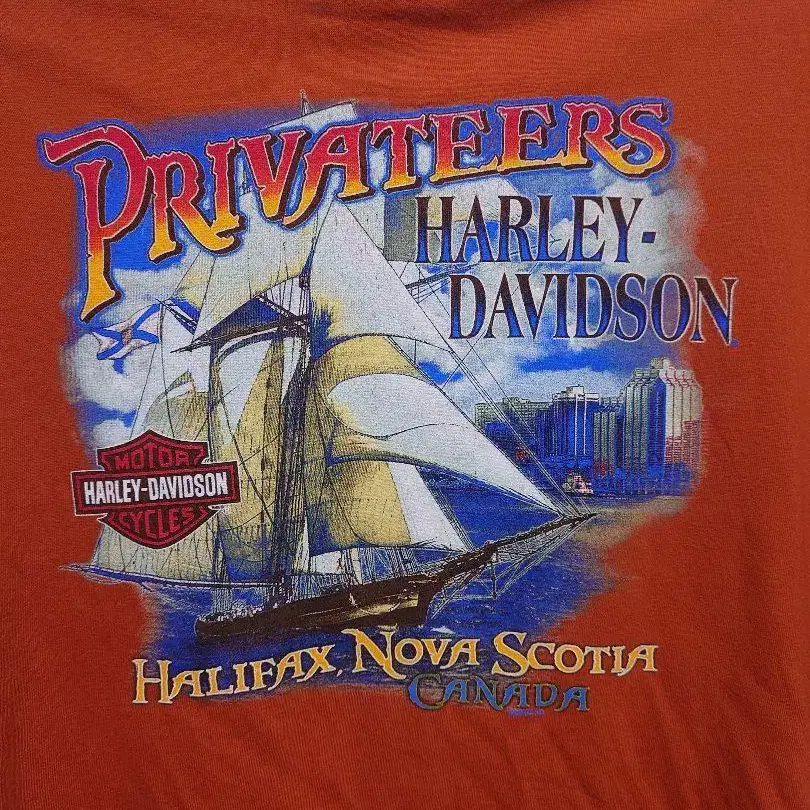 PRIVATEERS
HARLEY-
DAVIDSON
MOTOR
HARLEY-DAVIDSON
CYCLES
HALIFAX, NOVA SCOTIA
CANADA